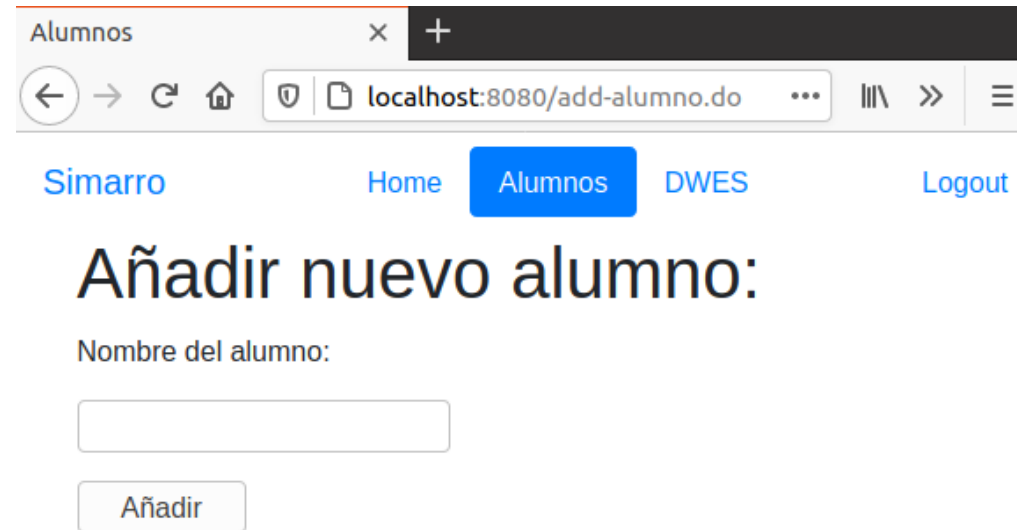 Alumnos
localhost:8080/add-alumno.do
Simarro Home Alumnos DWES Logout
Añadir nuevo alumno:
Nombre del alumno:
Añadir